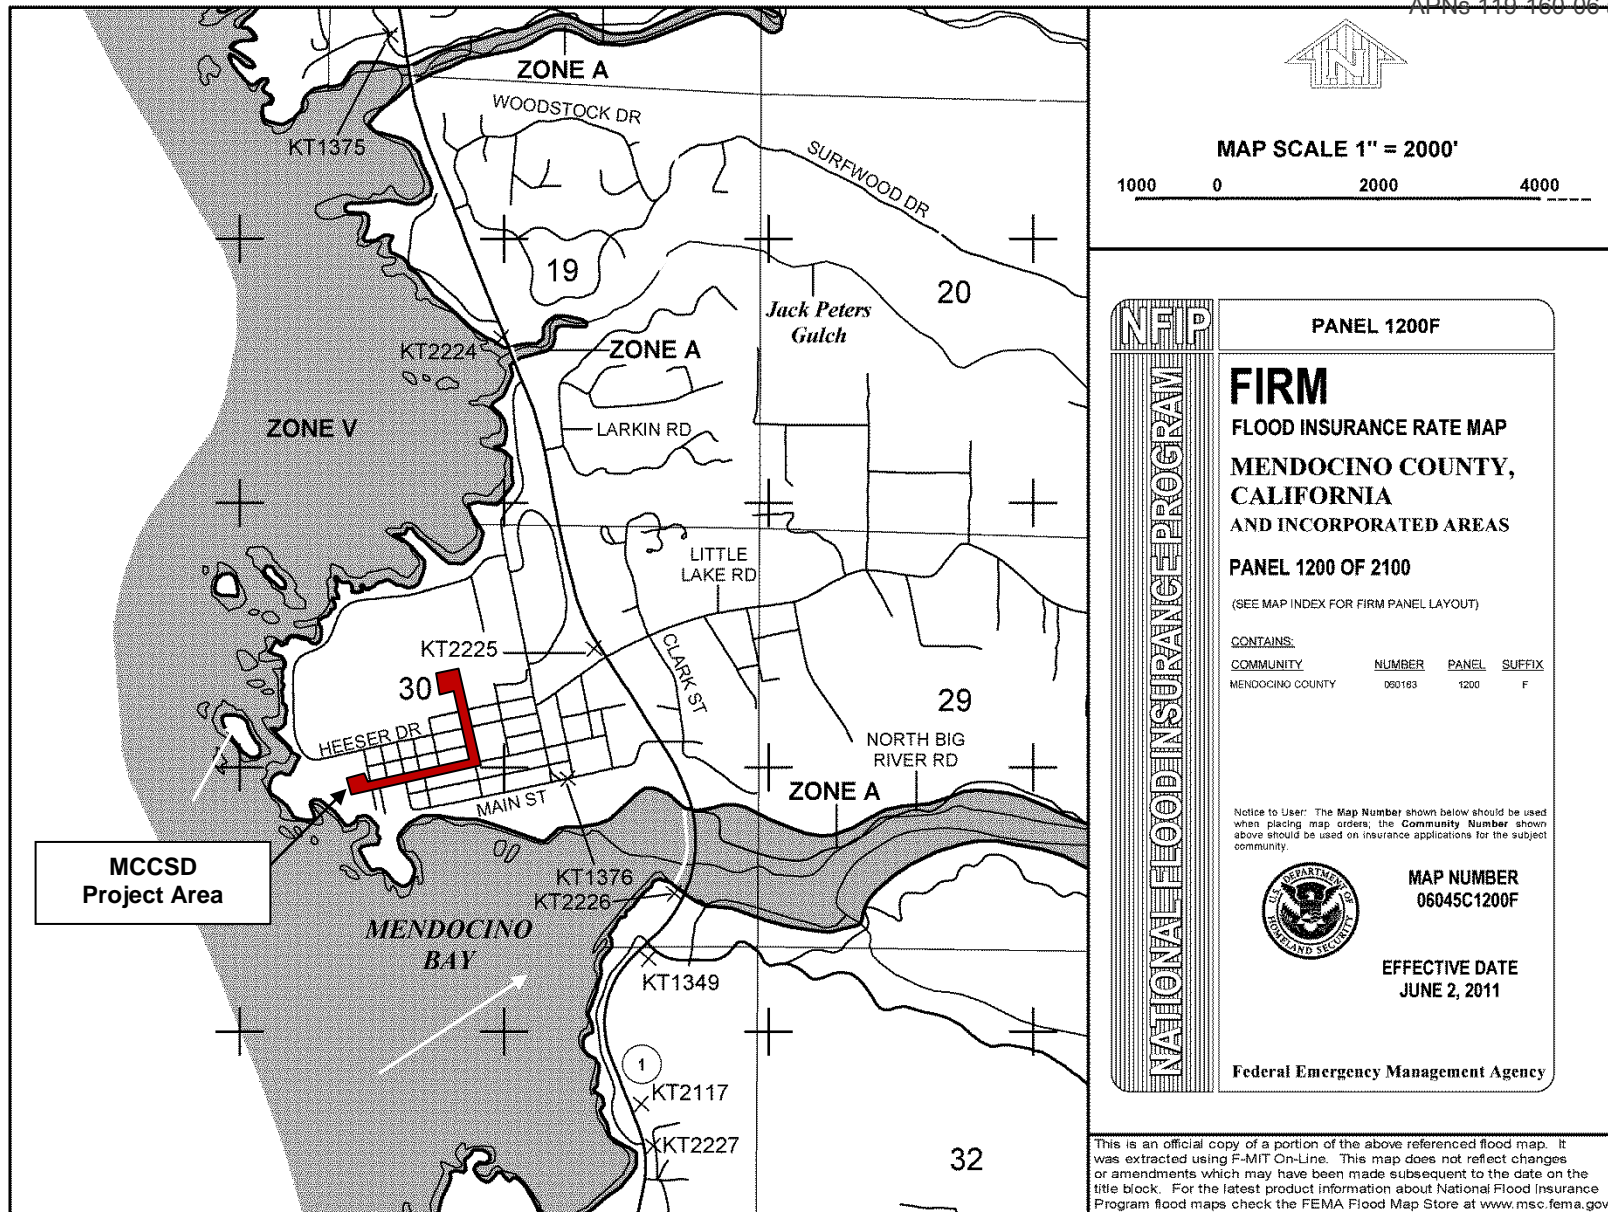 APNs 119-160-06
ZONE A
WOODSTOCK DR
KT1375
SURFWOOD DR
19
20
Jack Peters
Gulch
KT2224
ZONE A
ZONE V
LARKIN RD
LITTLE
LAKE RD
KT2225
CLARK ST
30
29
HEESER DR
NORTH BIG
RIVER RD
MAIN ST
ZONE A
MCCSD
Project Area
KT1376
KT2226
MENDOCINO
BAY
KT1349
1
KT2117
KT2227
32
N
MAP SCALE 1" = 2000'
1000 0 2000 4000
NFIP
NATIONAL FLOOD INSURANCE PROGRAM
PANEL 1200F
FIRM
FLOOD INSURANCE RATE MAP
MENDOCINO COUNTY,
CALIFORNIA
AND INCORPORATED AREAS
PANEL 1200 OF 2100
(SEE MAP INDEX FOR FIRM PANEL LAYOUT)
CONTAINS:
COMMUNITY NUMBER PANEL SUFFIX
MENDOCINO COUNTY 060163 1200 F
Notice to User: The Map Number shown below should be used
when placing map orders; the Community Number shown
above should be used on insurance applications for the subject
community.
U.S. DEPARTMENT OF
HOMELAND SECURITY
MAP NUMBER
06045C1200F
EFFECTIVE DATE
JUNE 2, 2011
Federal Emergency Management Agency
This is an official copy of a portion of the above referenced flood map. It
was extracted using F-MIT On-Line. This map does not reflect changes
or amendments which may have been made subsequent to the date on the
title block. For the latest product information about National Flood Insurance
Program flood maps check the FEMA Flood Map Store at www.msc.fema.gov